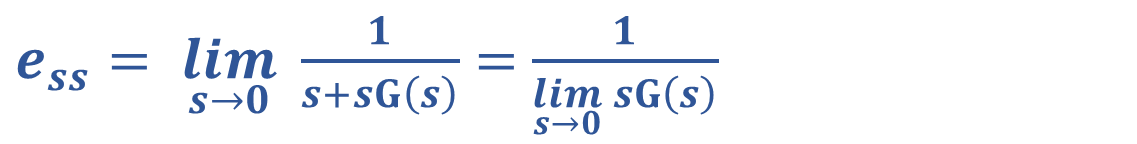 e_ss = lim_{s→0} 1/(s+sG(s)) = 1/(lim_{s→0} sG(s))